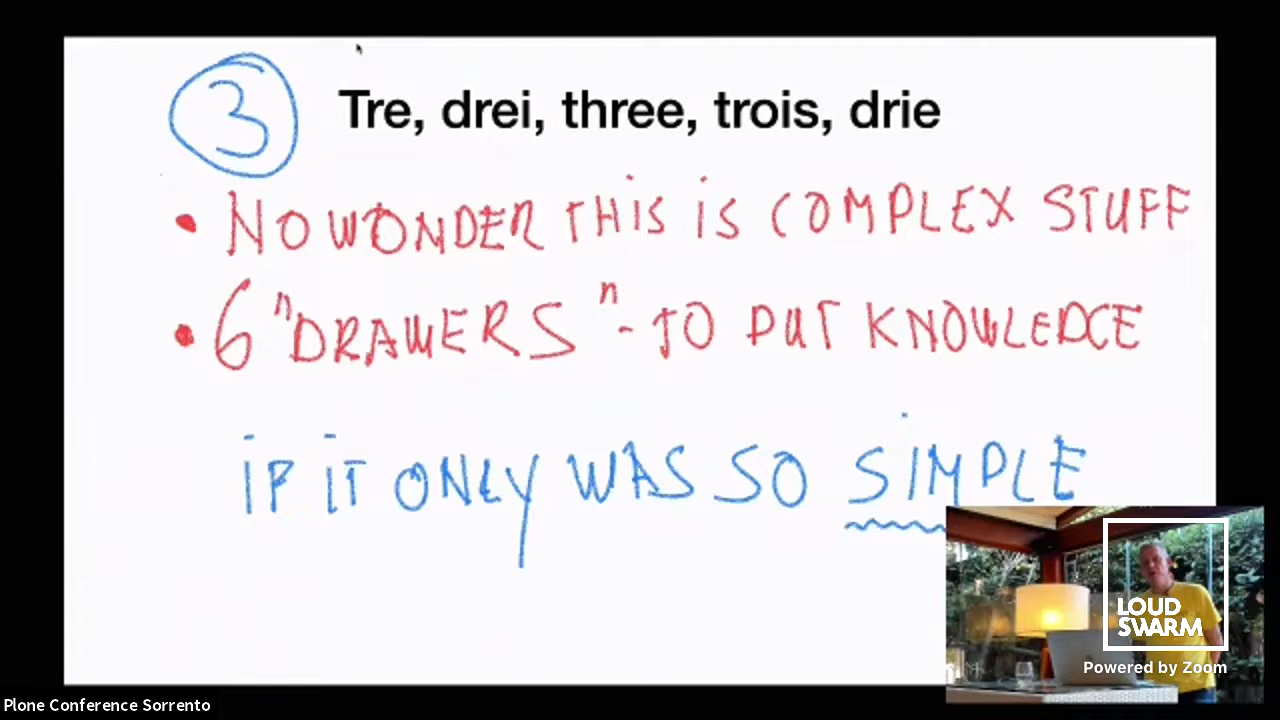 3 Tre, drei, three, trois, drie
• NO WONDER THIS IS COMPLEX STUFF
• 6 "DRAWERS" - TO PUT KNOWLEDGE
IF IT ONLY WAS SO SIMPLE
LOUD
SWARM
Powered by Zoom
Plone Conference Sorrento